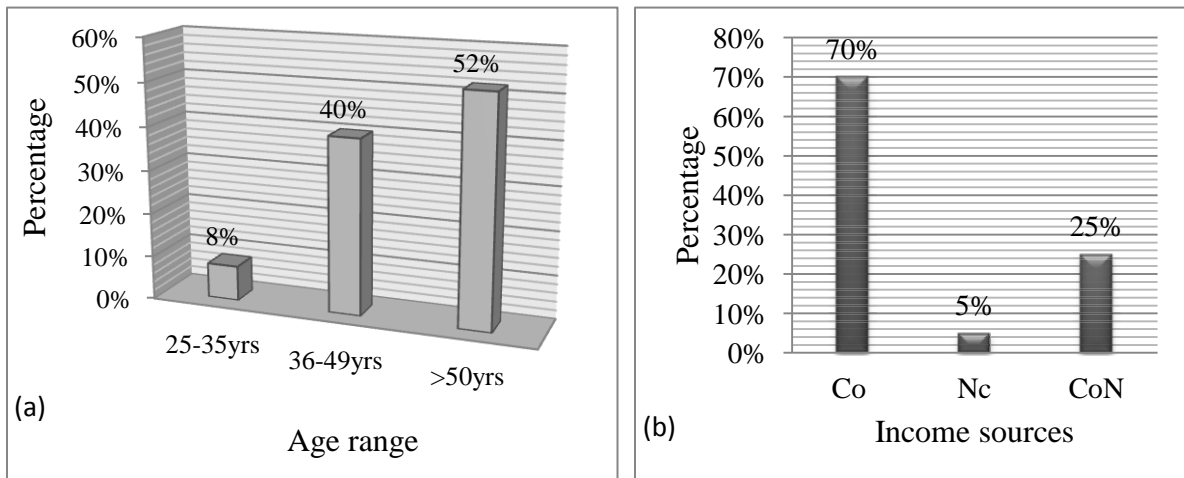 60%
50%
40%
30%
20%
10%
0%
Percentage
8%
40%
52%
25-35yrs
36-49yrs
>50yrs
(a)
Age range
80%
70%
60%
50%
40%
30%
20%
10%
0%
Percentage
70%
5%
25%
Co Nc CoN
(b)
Income sources